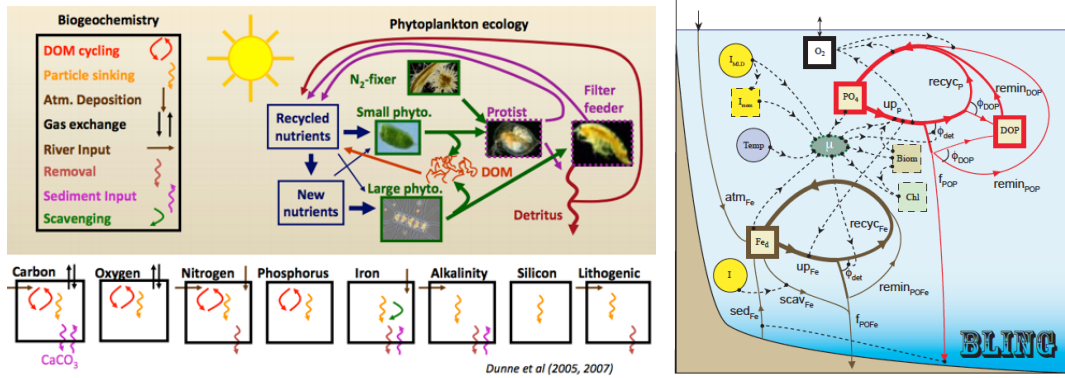 Biogeochemistry
DOM cycling
Particle sinking
Atm. Deposition
Gas exchange
River Input
Removal
Sediment Input
Scavenging
Phytoplankton ecology
N2-fixer
Recycled
nutrients
Small phyto.
Protist
Filter
feeder
DOM
New
nutrients
Large phyto.
Detritus
Carbon
Oxygen
Nitrogen
Phosphorus
Iron
Alkalinity
Silicon
Lithogenic
CaCO3
Dunne et al (2005, 2007)
O2
IMLD
Imem
PO4
recycP
reminDOP
upP
ϕDOP
DOP
ϕdet
Temp
μ
Biom
ϕDOP
fPOP
reminPOP
Chl
atmFe
recycFe
Fed
upFe
ϕdet
reminPOFe
I
scavFe
fPOFe
sedFe
BLING